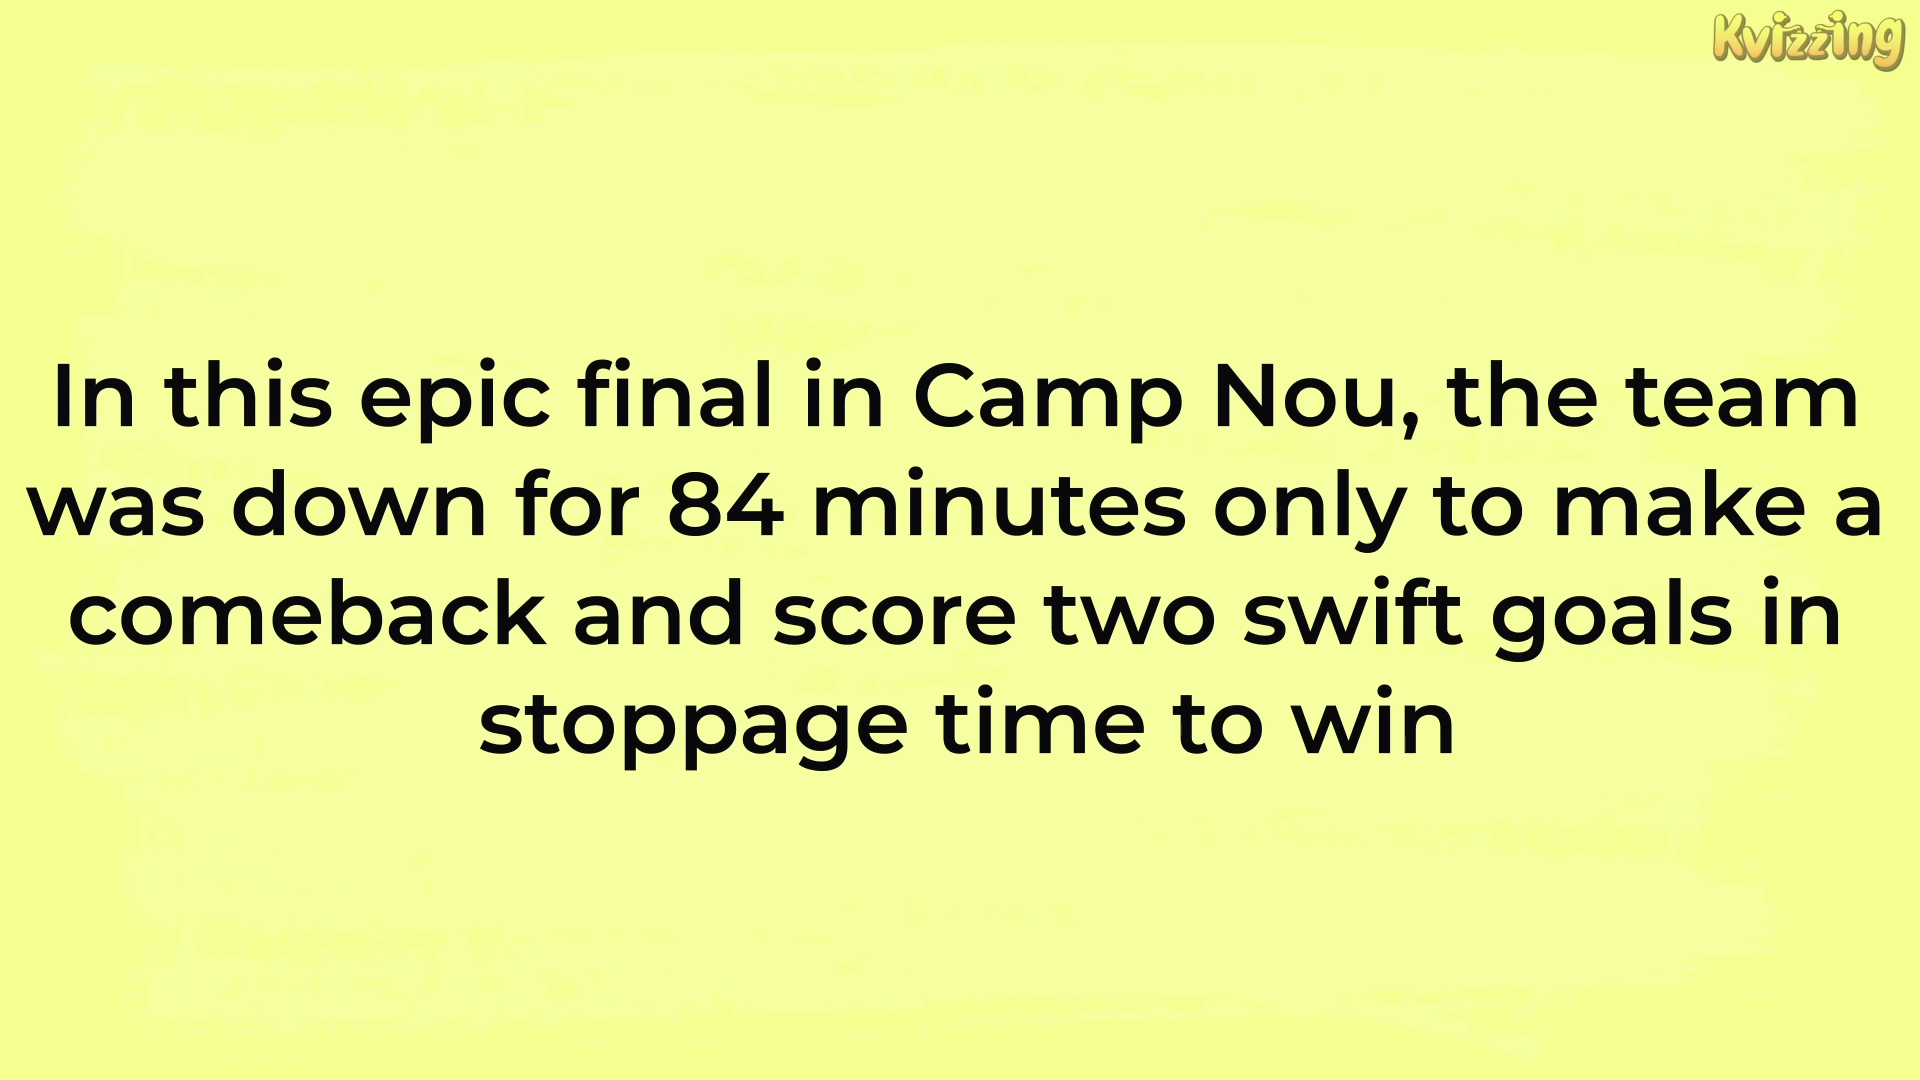 Kvizzing
In this epic final in Camp Nou, the team
was down for 84 minutes only to make a
comeback and score two swift goals in
stoppage time to win